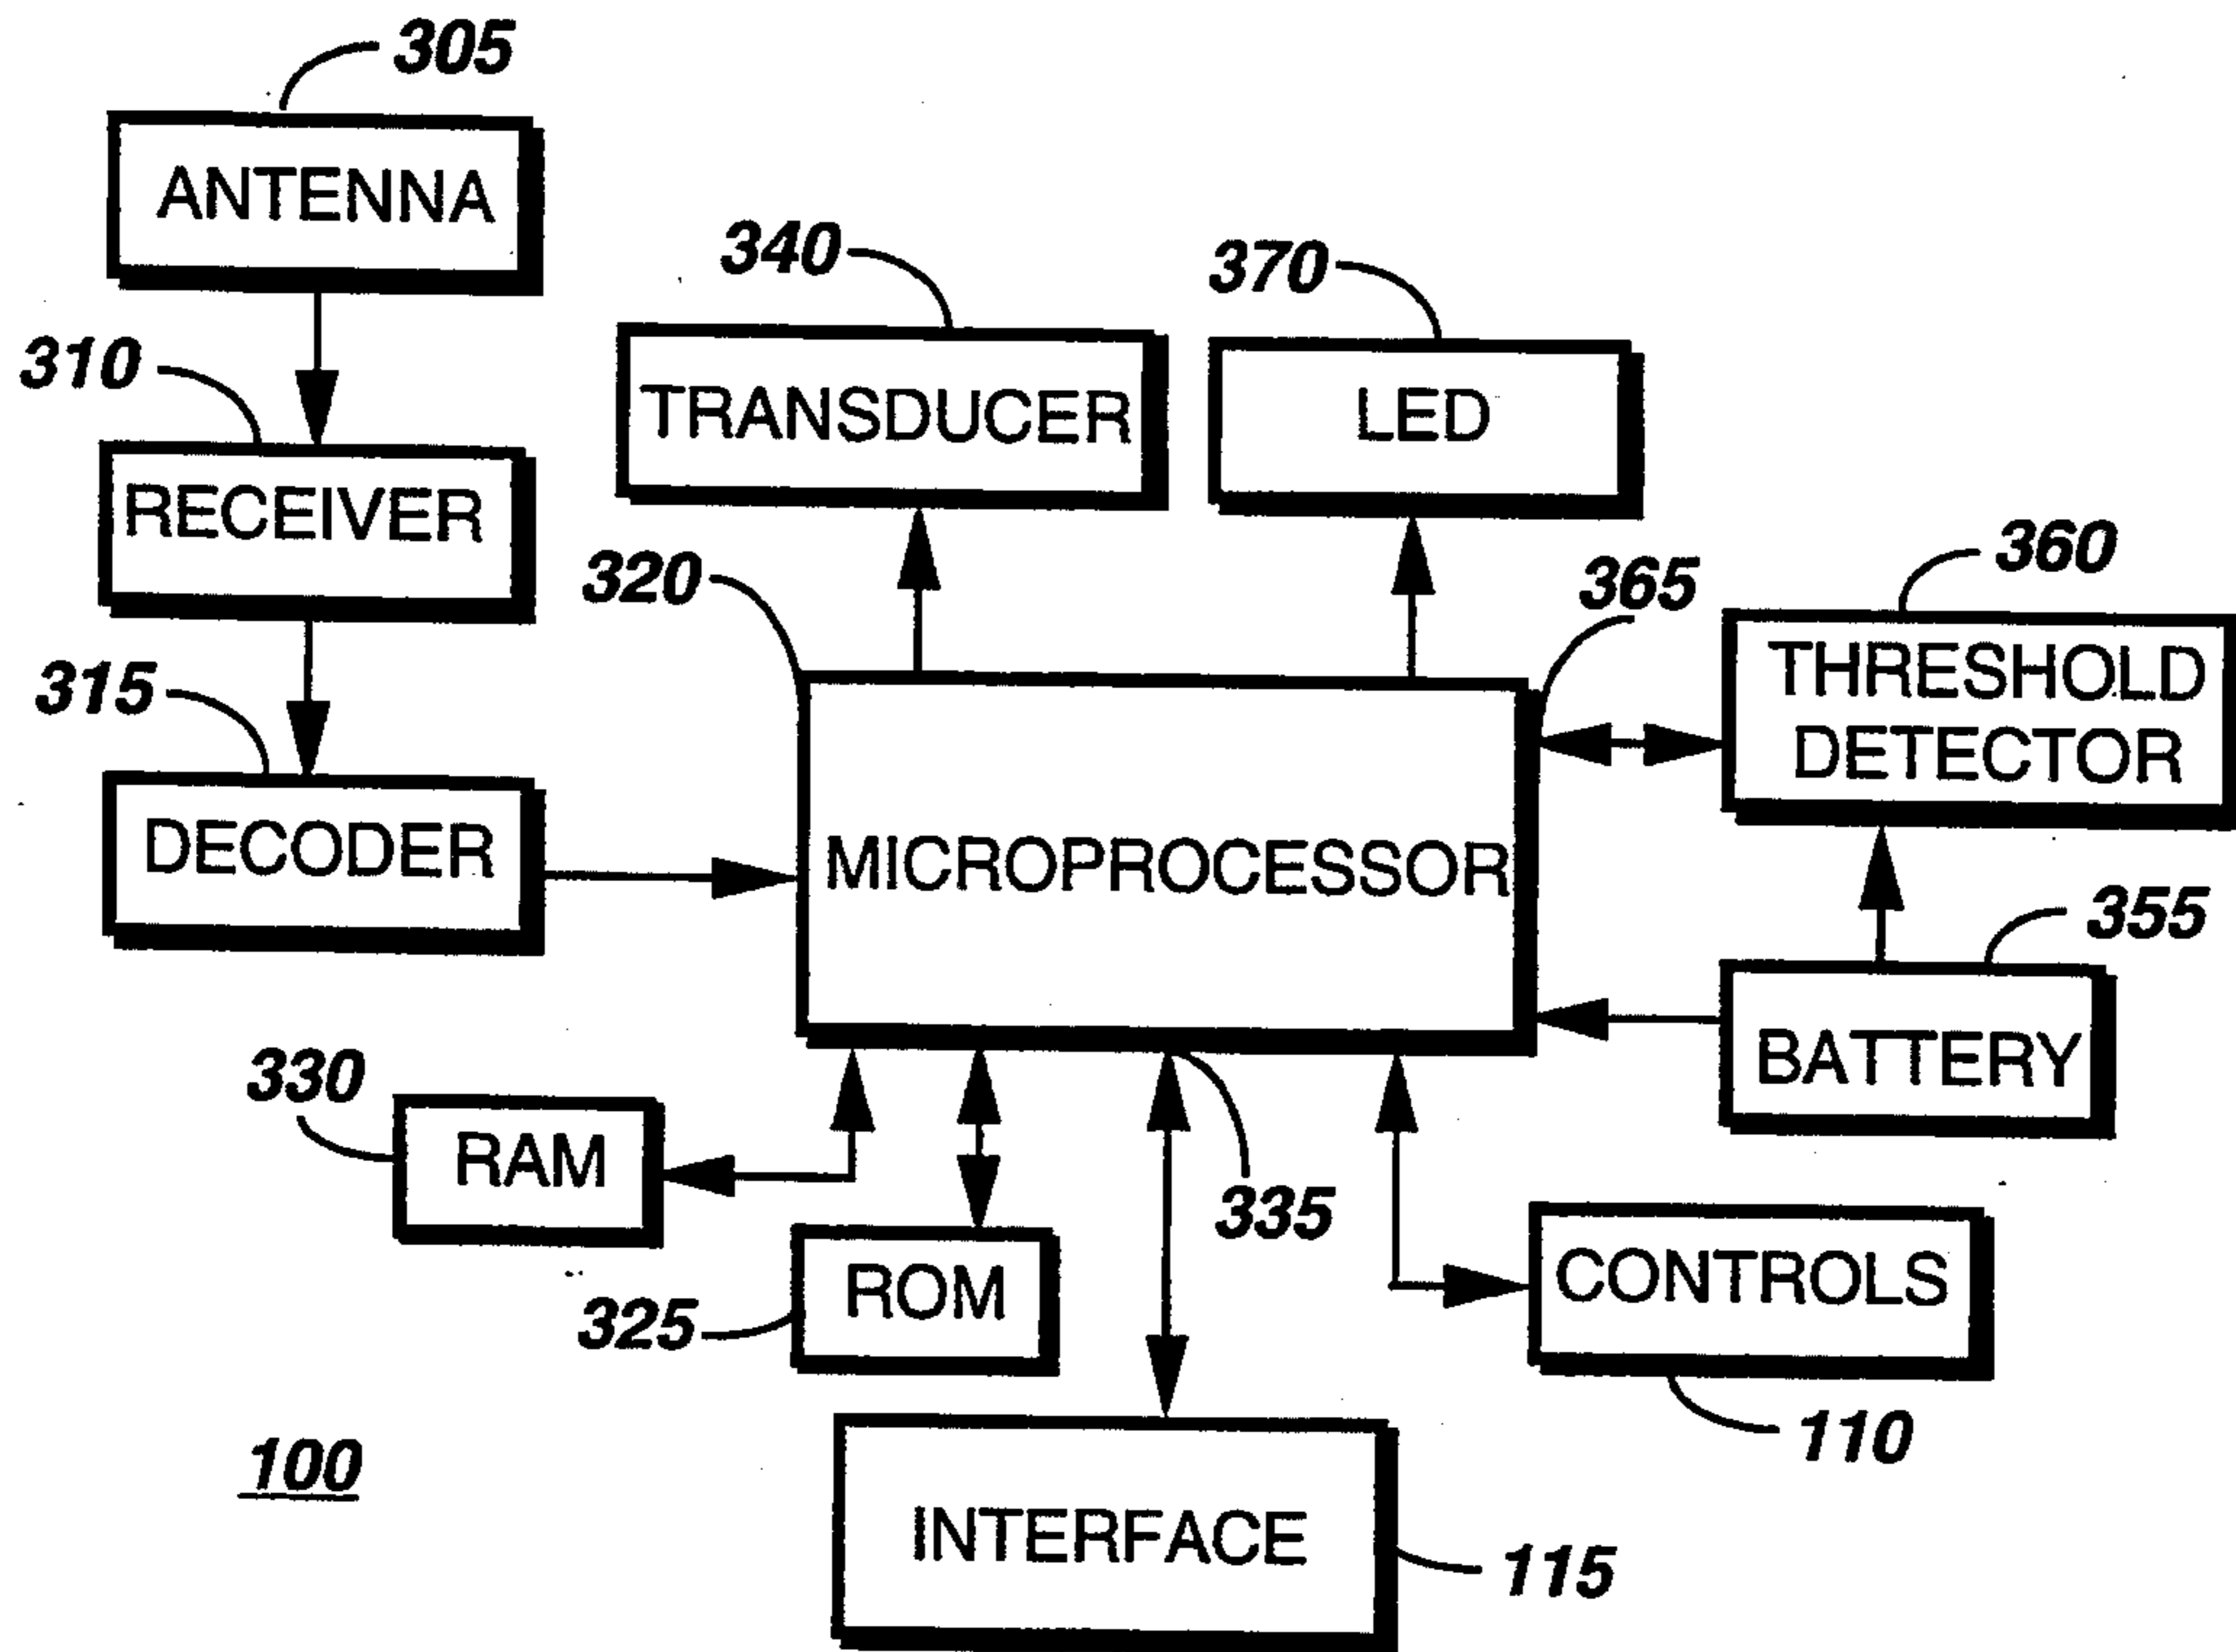 305
ANTENNA
340
370
310
TRANSDUCER
LED
RECEIVER
320
365
360
THRESHOLD
DETECTOR
315
DECODER
MICROPROCESSOR
355
BATTERY
330
RAM
335
ROM
325
CONTROLS
110
100
INTERFACE
115